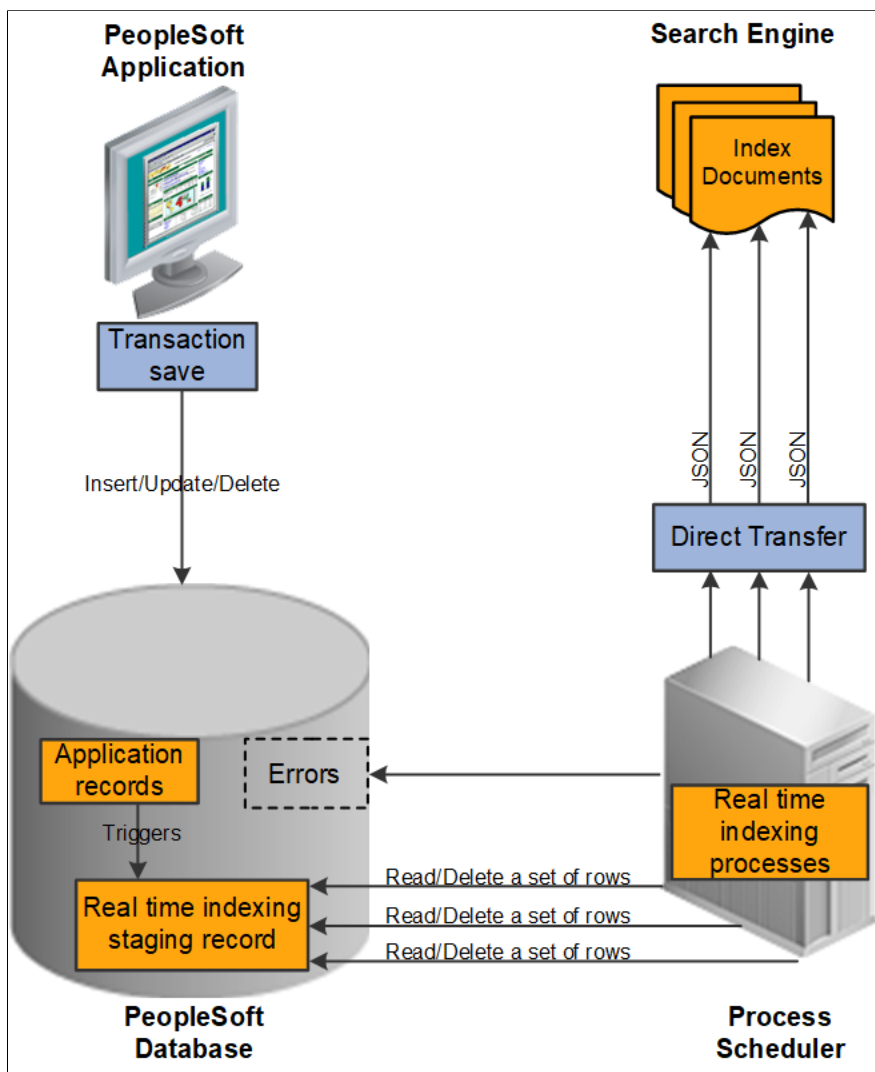 PeopleSoft
Application
Search Engine
Index
Documents
Transaction
save
Insert/Update/Delete
JSON
JSON
JSON
Direct Transfer
Application
records
Errors
Triggers
Real time
indexing
processes
Real time indexing
staging record
Read/Delete a set of rows
Read/Delete a set of rows
Read/Delete a set of rows
PeopleSoft
Database
Process
Scheduler